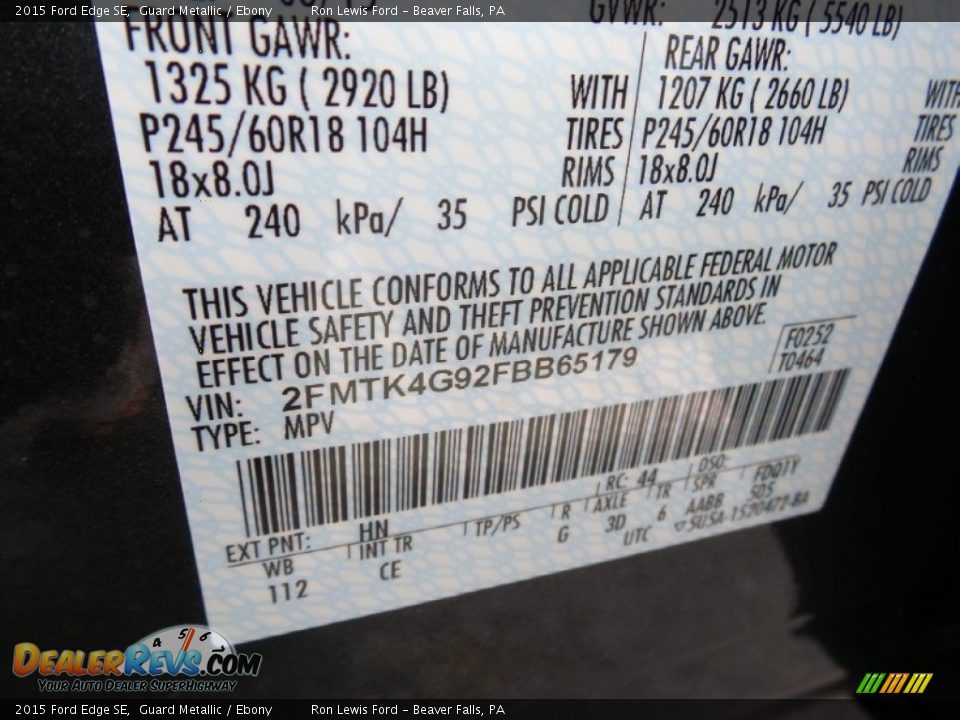 2015 Ford Edge SE,  Guard Metallic / Ebony          Ron Lewis Ford - Beaver Falls, PA
GVWR: 2513 KG ( 5540 LB)
FRONT GAWR: REAR GAWR:
1325 KG ( 2920 LB) WITH 1207 KG ( 2660 LB) WITH
P245/60R18 104H TIRES P245/60R18 104H TIRES
18x8.0J RIMS 18x8.0J RIMS
AT 240 kPa/ 35 PSI COLD AT 240 kPa/ 35 PSI COLD
THIS VEHICLE CONFORMS TO ALL APPLICABLE FEDERAL MOTOR
VEHICLE SAFETY AND THEFT PREVENTION STANDARDS IN
EFFECT ON THE DATE OF MANUFACTURE SHOWN ABOVE.
F0252
T0464
VIN: 2FMTK4G92FBB65179
TYPE: MPV
EXT PNT: HN RC: 44 DSO:
WB INT TR TP/PS R AXLE TR SPR FDQTY
112 CE G 3D 6 AABB SDS
UTC
DEALERREVS.COM
YOUR AUTO DEALER SUPERHIGHWAY
2015 Ford Edge SE,  Guard Metallic / Ebony          Ron Lewis Ford - Beaver Falls, PA